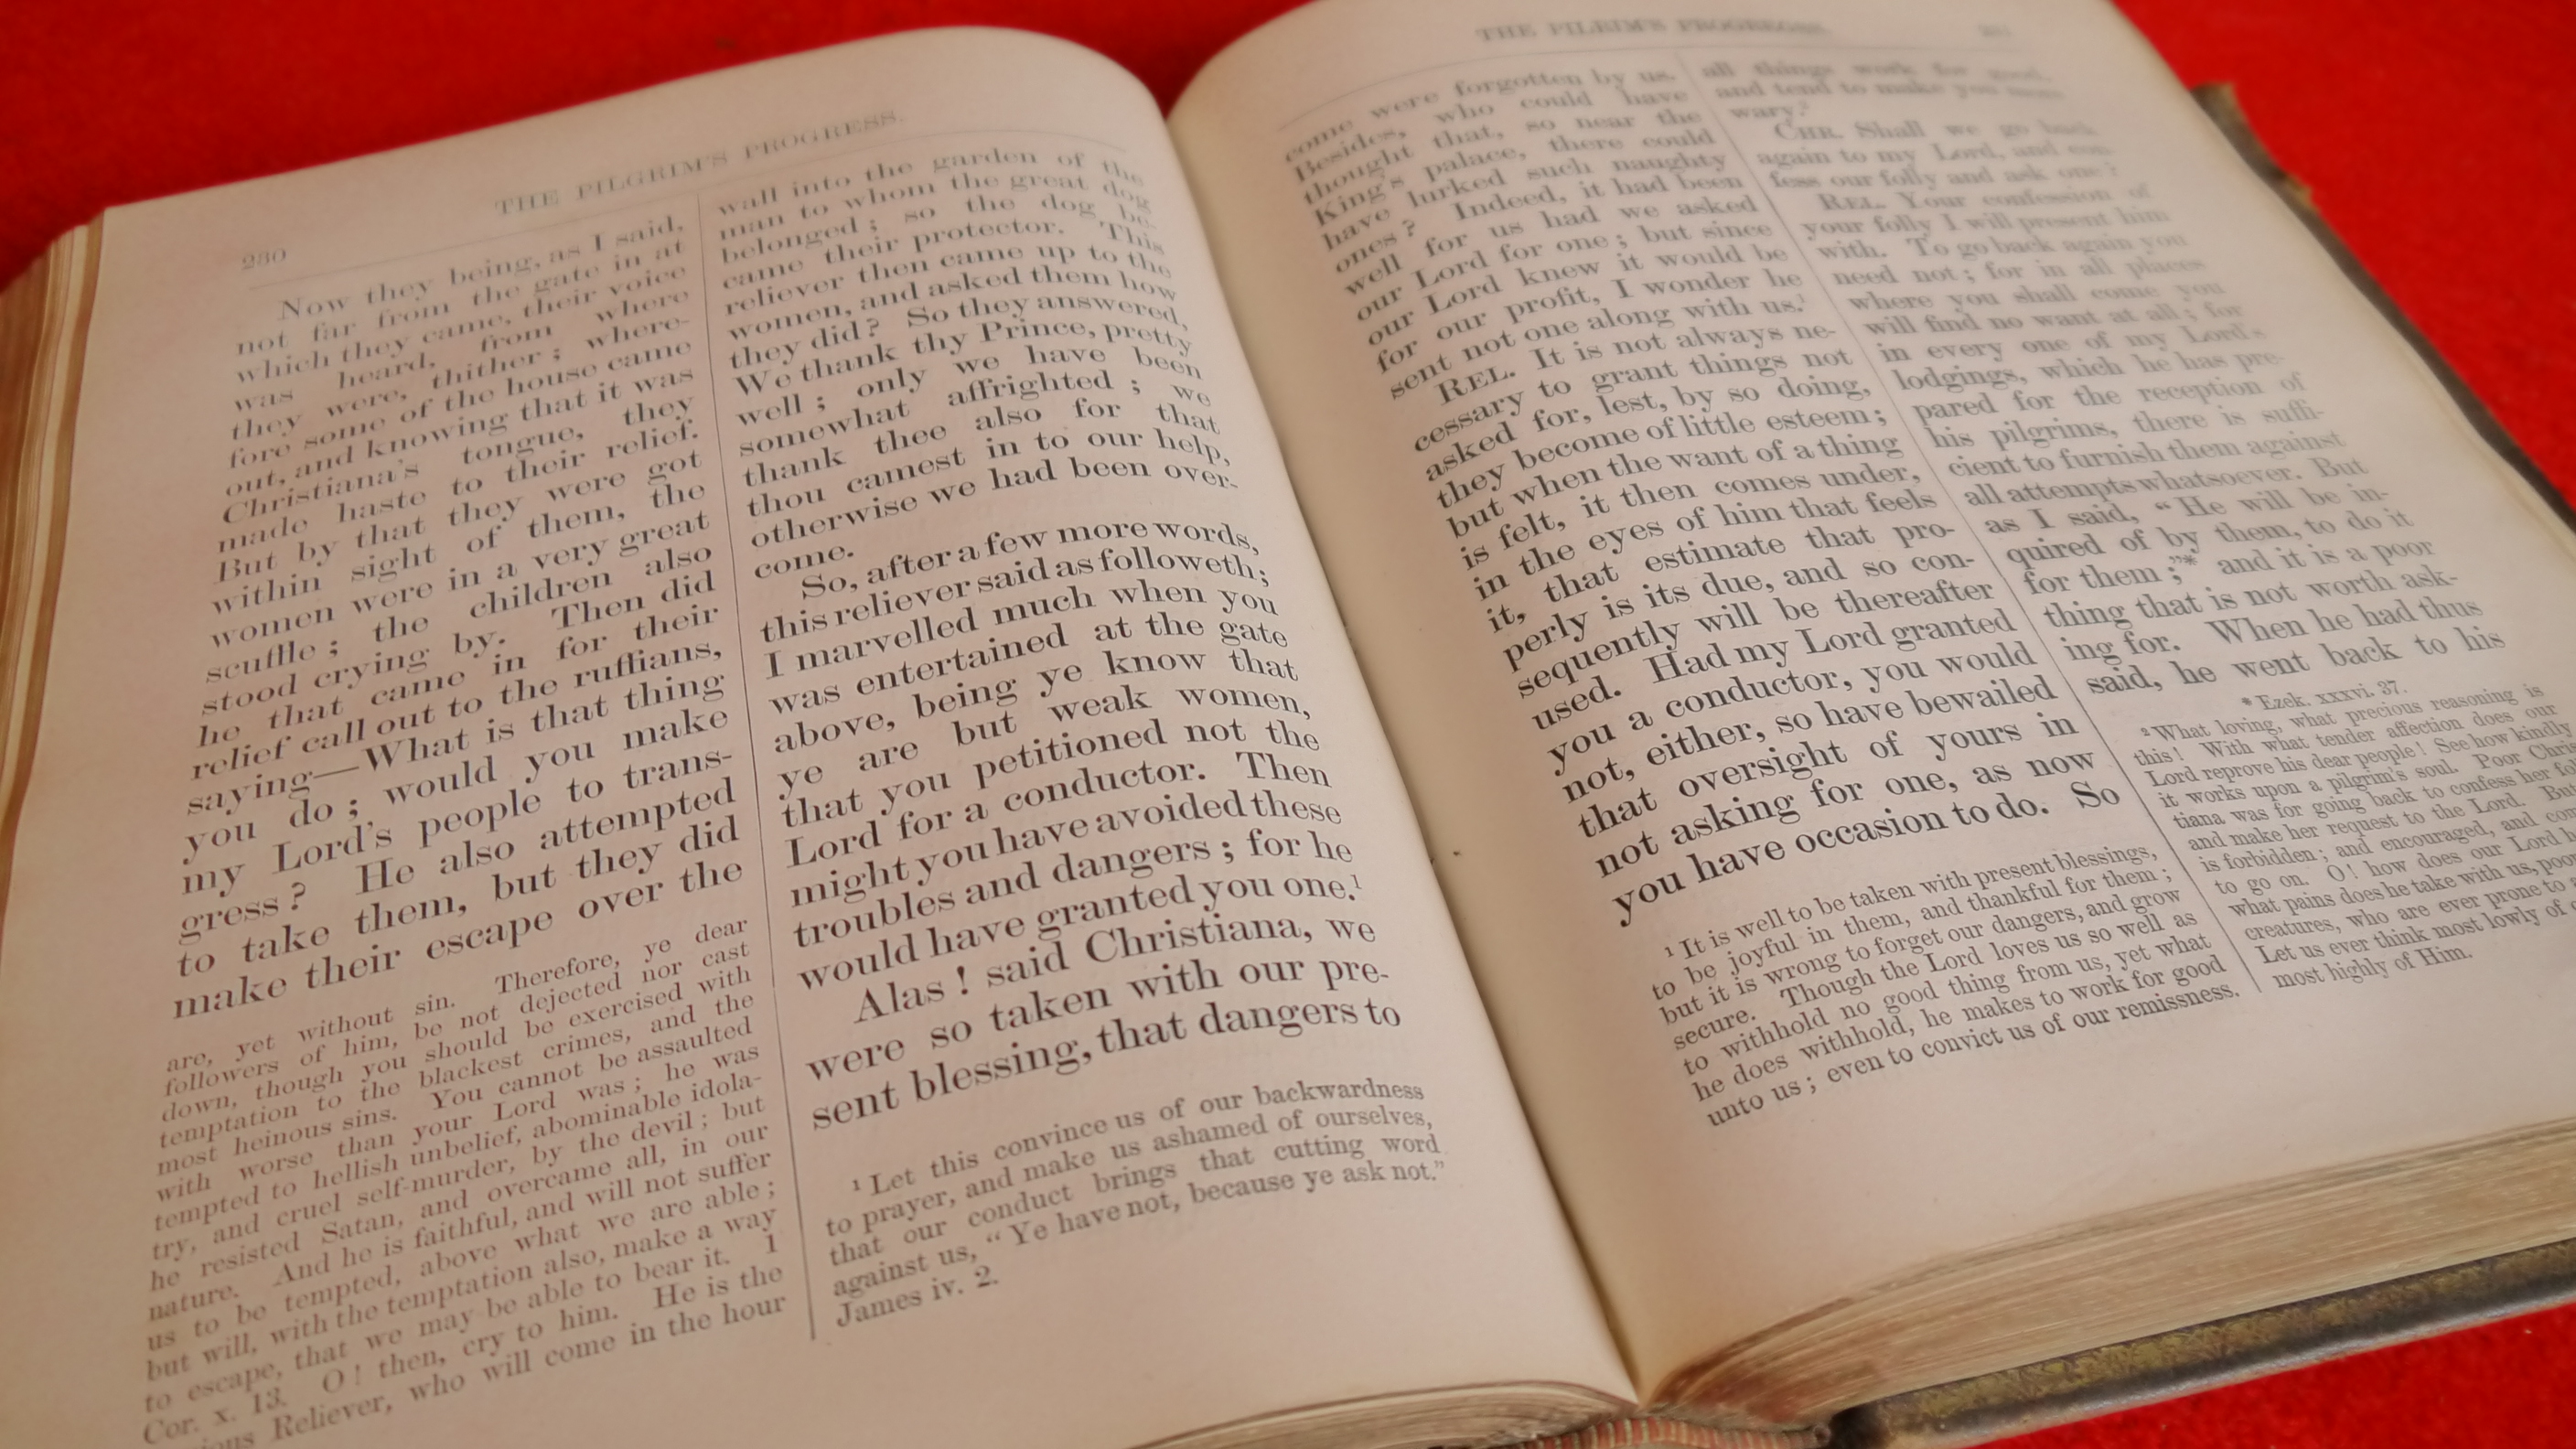 230
THE PILGRIM'S PROGRESS.
Now they being, as I said,
not far from the gate in at
which they came, their voice
was heard, from where
they were, thither; where-
fore some of the house came
out, and knowing that it was
Christiana's tongue, they
made haste to their relief.
But by that they were got
within sight of them, the
women were in a very great
scuffle; the children also
stood crying by. Then did
he that came in for their
relief call out to the ruffians,
saying—What is that thing
you do; would you make
my Lord's people to trans-
gress? He also attempted
to take them, but they did
make their escape over the
are, yet without sin. Therefore, ye dear
followers of him, be not dejected nor cast
down, though you should be exercised with
temptation to the blackest crimes, and the
most heinous sins. You cannot be assaulted
with worse than your Lord was; he was
tempted to hellish unbelief, abominable idola-
try, and cruel self-murder, by the devil; but
he resisted Satan, and overcame all, in our
nature. And he is faithful, and will not suffer
us to be tempted, above what we are able;
but will, with the temptation also, make a way
to escape, that we may be able to bear it. 1
Cor. x. 13. O! then, cry to him. He is the
Reliever, who will come in the hour
wall into the garden of the
man to whom the great dog
belonged; so the dog be-
came their protector. This
reliever then came up to the
women, and asked them how
they did? So they answered,
We thank thy Prince, pretty
well; only we have been
somewhat affrighted; we
thank thee also for that
thou camest in to our help,
otherwise we had been over-
come.
So, after a few more words,
this reliever said as followeth;
I marvelled much when you
was entertained at the gate
above, being ye know that
ye are but weak women,
that you petitioned not the
Lord for a conductor. Then
might you have avoided these
troubles and dangers; for he
would have granted you one.¹
Alas! said Christiana, we
were so taken with our pre-
sent blessing, that dangers to
¹ Let this convince us of our backwardness
to prayer, and make us ashamed of ourselves,
that our conduct brings that cutting word
against us, "Ye have not, because ye ask not."
James iv. 2.
THE PILRIM'S PROGREGSS.
come were forgotten by us.
Besides, who could have
thought that, so near the
King's palace, there could
have lurked such naughty
ones? Indeed, it had been
well for us had we asked
our Lord for one; but since
our Lord knew it would be
for our profit, I wonder he
sent not one along with us.¹
REL. It is not always ne-
cessary to grant things not
asked for, lest, by so doing,
they become of little esteem;
but when the want of a thing
is felt, it then comes under,
in the eyes of him that feels
it, that estimate that pro-
perly is its due, and so con-
sequently will be thereafter
used. Had my Lord granted
you a conductor, you would
not, either, so have bewailed
that oversight of yours in
not asking for one, as now
you have occasion to do. So
¹ It is well to be taken with present blessings,
to be joyful in them, and thankful for them;
but it is wrong to forget our dangers, and grow
secure. Though the Lord loves us so well as
to withhold no good thing from us, yet what
he does withhold, he makes to work for good
unto us; even to convict us of our remissness.
all things work for good,
and tend to make you more
wary.²
CHR. Shall we go back
again to my Lord, and con-
fess our folly and ask one?
REL. Your confession of
your folly I will present him
with. To go back again you
need not; for in all places
where you shall come you
will find no want at all; for
in every one of my Lord's
lodgings, which he has pre-
pared for the reception of
his pilgrims, there is suffi-
cient to furnish them against
all attempts whatsoever. But
as I said, "He will be in-
quired of by them, to do it
for them;"* and it is a poor
thing that is not worth ask-
ing for. When he had thus
said, he went back to his
* Ezek. xxxvi. 37.
² What loving, what precious reasoning is
this! With what tender affection does our
Lord reprove his dear people! See how kindly
it works upon a pilgrim's soul. Poor Chris
tiana was for going back to confess her
and make her request to the Lord. But
is forbidden; and encouraged, and
to go on. O! how does our Lord
what pains does he take with us, poor
creatures, who are ever prone to
Let us ever think most lowly of
most highly of Him.